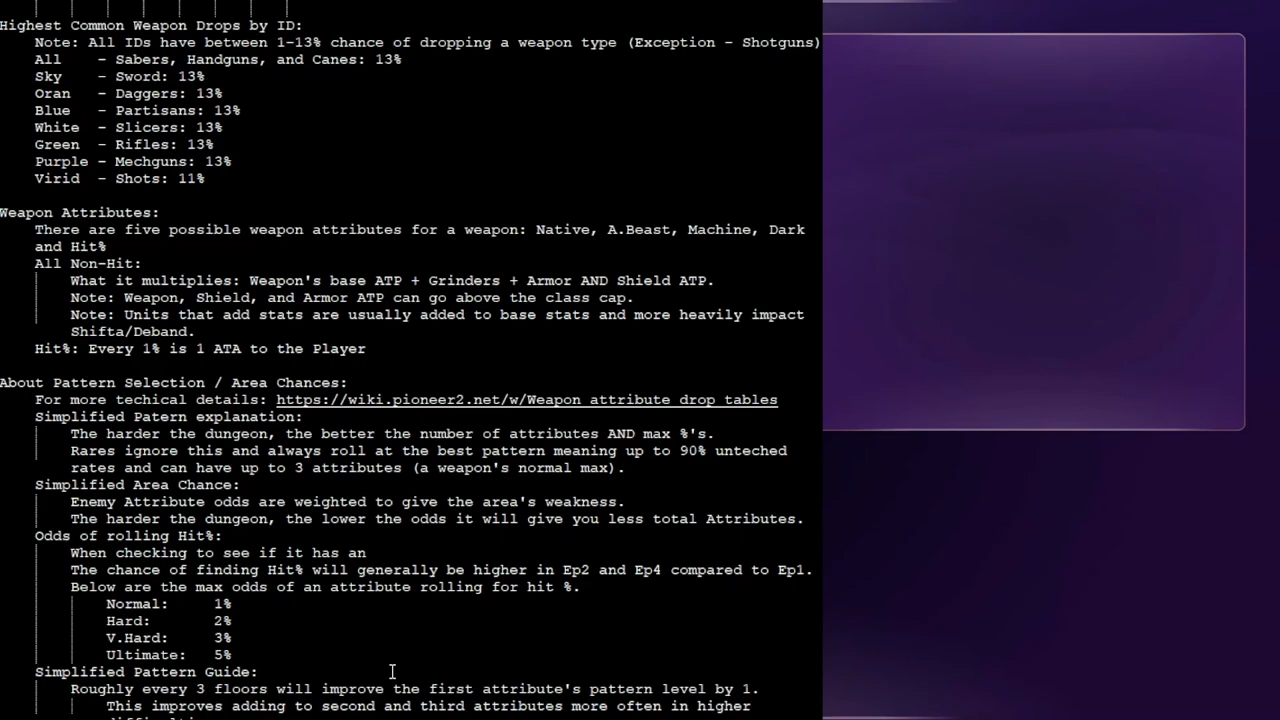 Highest Common Weapon Drops by ID:
Note: All IDs have between 1-13% chance of dropping a weapon type (Exception - Shotguns)
All - Sabers, Handguns, and Canes: 13%
Sky - Sword: 13%
Oran - Daggers: 13%
Blue - Partisans: 13%
White - Slicers: 13%
Green - Rifles: 13%
Purple - Mechguns: 13%
Virid - Shots: 11%
Weapon Attributes:
There are five possible weapon attributes for a weapon: Native, A.Beast, Machine, Dark
and Hit%
All Non-Hit:
What it multiplies: Weapon's base ATP + Grinders + Armor AND Shield ATP.
Note: Weapon, Shield, and Armor ATP can go above the class cap.
Note: Units that add stats are usually added to base stats and more heavily impact
Shifta/Deband.
Hit%: Every 1% is 1 ATA to the Player
About Pattern Selection / Area Chances:
For more techical details: https://wiki.pioneer2.net/w/Weapon_attribute_drop_tables
Simplified Patern explanation:
The harder the dungeon, the better the number of attributes AND max %'s.
Rares ignore this and always roll at the best pattern meaning up to 90% unteched
rates and can have up to 3 attributes (a weapon's normal max).
Simplified Area Chance:
Enemy Attribute odds are weighted to give the area's weakness.
The harder the dungeon, the lower the odds it will give you less total Attributes.
Odds of rolling Hit%:
When checking to see if it has an
The chance of finding Hit% will generally be higher in Ep2 and Ep4 compared to Ep1.
Below are the max odds of an attribute rolling for hit %.
Normal: 1%
Hard: 2%
V.Hard: 3%
Ultimate: 5%
Simplified Pattern Guide:
Roughly every 3 floors will improve the first attribute's pattern level by 1.
This improves adding to second and third attributes more often in higher